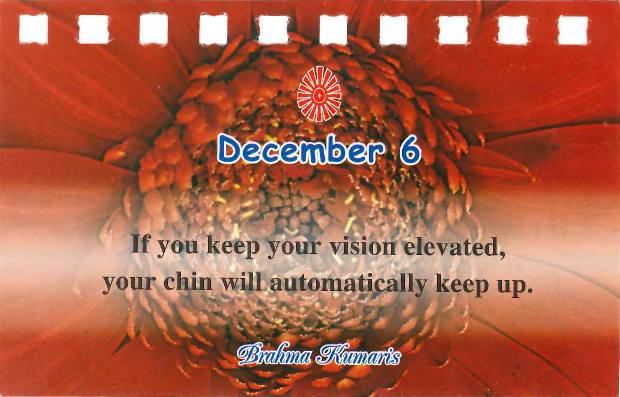 December 6
If you keep your vision elevated,
your chin will automatically keep up.
Brahma Kumaris